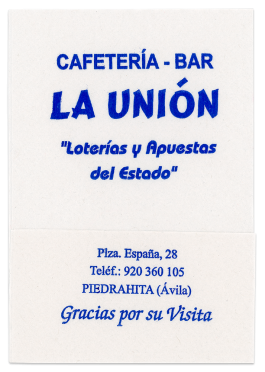 CAFETERÍA - BAR
LA UNIÓN
"Loterías y Apuestas
del Estado"
Plza. España, 28
Teléf.: 920 360 105
PIEDRAHITA (Ávila)
Gracias por su Visita